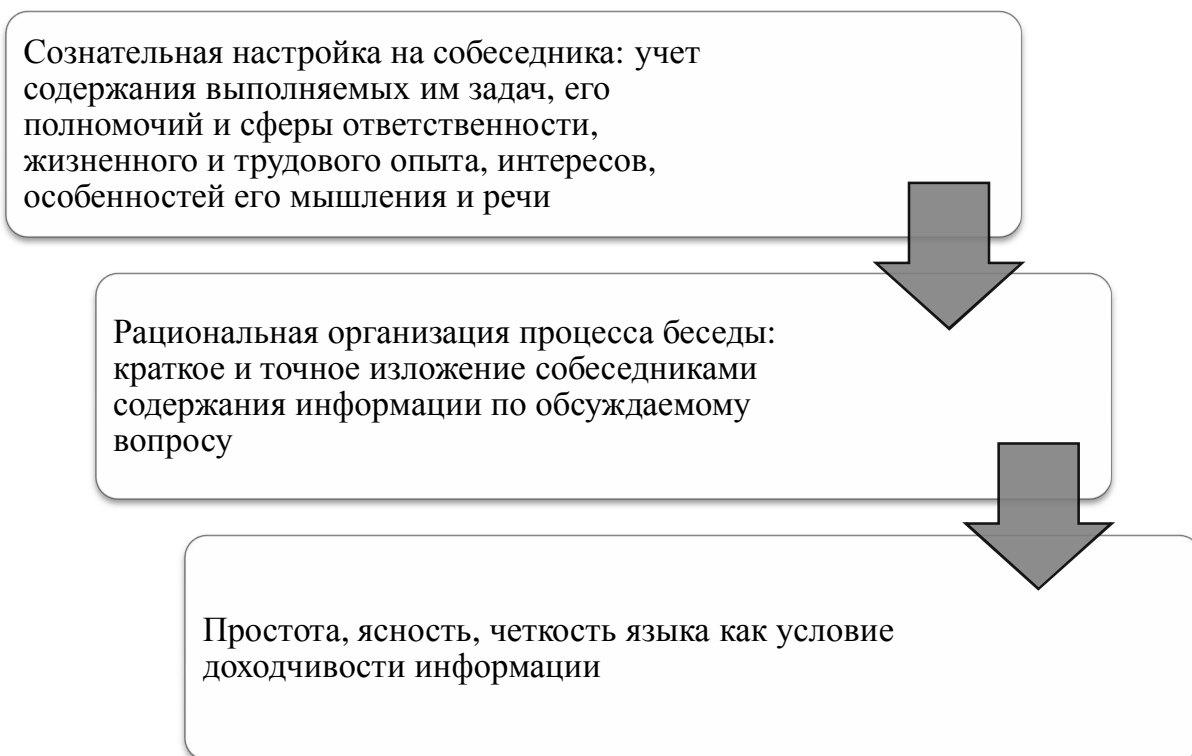 Сознательная настройка на собеседника: учет
содержания выполняемых им задач, его
полномочий и сферы ответственности,
жизненного и трудового опыта, интересов,
особенностей его мышления и речи
Рациональная организация процесса беседы:
краткое и точное изложение собеседниками
содержания информации по обсуждаемому
вопросу
Простота, ясность, четкость языка как условие
доходчивости информации